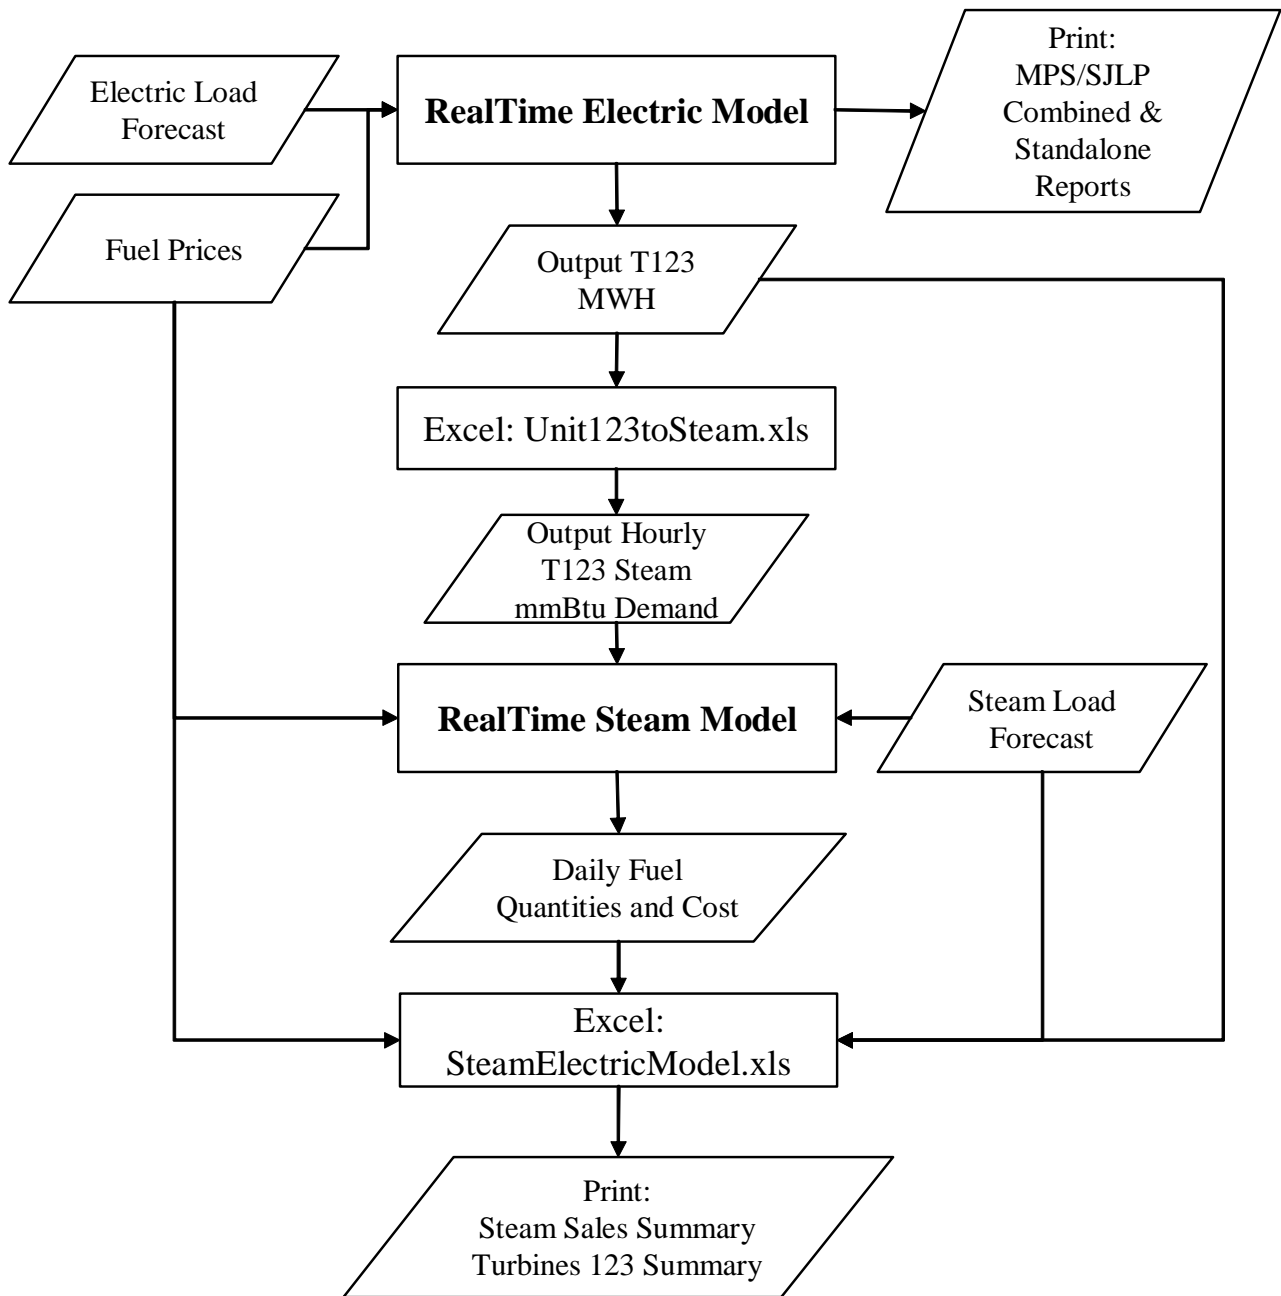 Electric Load
Forecast
RealTime Electric Model
Print:
MPS/SJLP
Combined &
Standalone
Reports
Fuel Prices
Output T123
MWH
Excel: Unit123toSteam.xls
Output Hourly
T123 Steam
mmBtu Demand
RealTime Steam Model
Steam Load
Forecast
Daily Fuel
Quantities and Cost
Excel:
SteamElectricModel.xls
Print:
Steam Sales Summary
Turbines 123 Summary